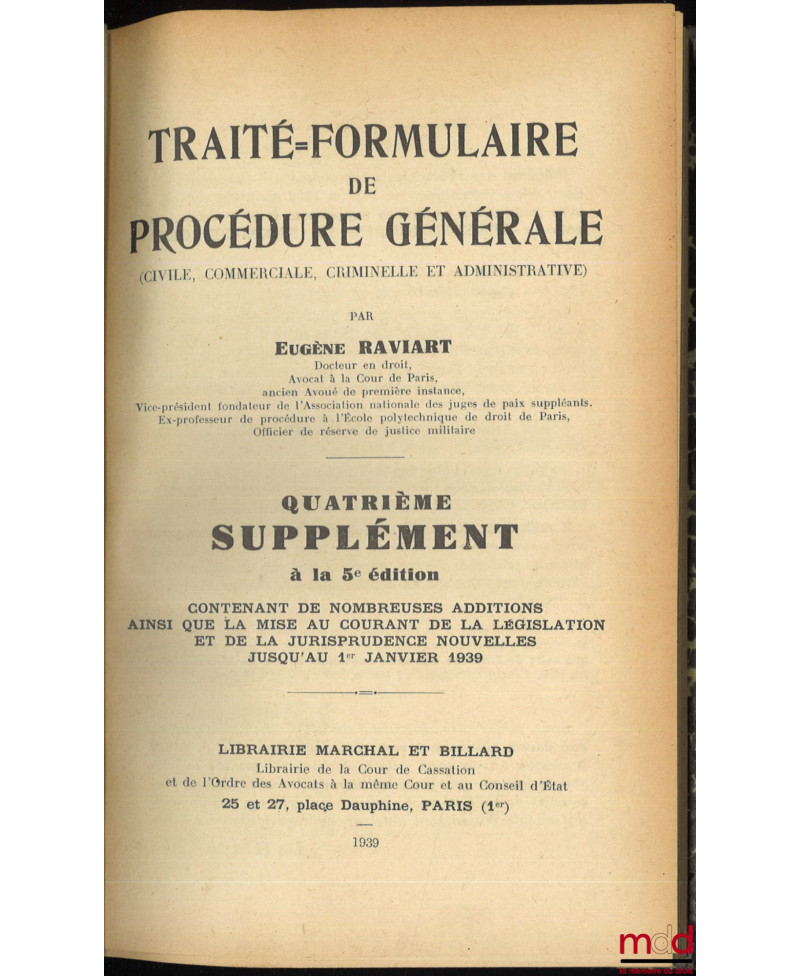 TRAITÉ=FORMULAIRE
DE
PROCÉDURE GÉNÉRALE
(CIVILE, COMMERCIALE, CRIMINELLE ET ADMINISTRATIVE)
PAR
EUGÈNE RAVIART
Docteur en droit,
Avocat à la Cour de Paris,
ancien Avoué de première instance,
Vice-président fondateur de l'Association nationale des juges de paix suppléants.
Ex-professeur de procédure à l'École polytechnique de droit de Paris,
Officier de réserve de justice militaire
QUATRIÈME
SUPPLÉMENT
à la 5e édition
CONTENANT DE NOMBREUSES ADDITIONS
AINSI QUE LA MISE AU COURANT DE LA LÉGISLATION
ET DE LA JURISPRUDENCE NOUVELLES
JUSQU'AU 1er JANVIER 1939
LIBRAIRIE MARCHAL ET BILLARD
Librairie de la Cour de Cassation
et de l'Ordre des Avocats à la même Cour et au Conseil d'État
25 et 27, place Dauphine, PARIS (1er)
1939
mdd
la mémoire du droit